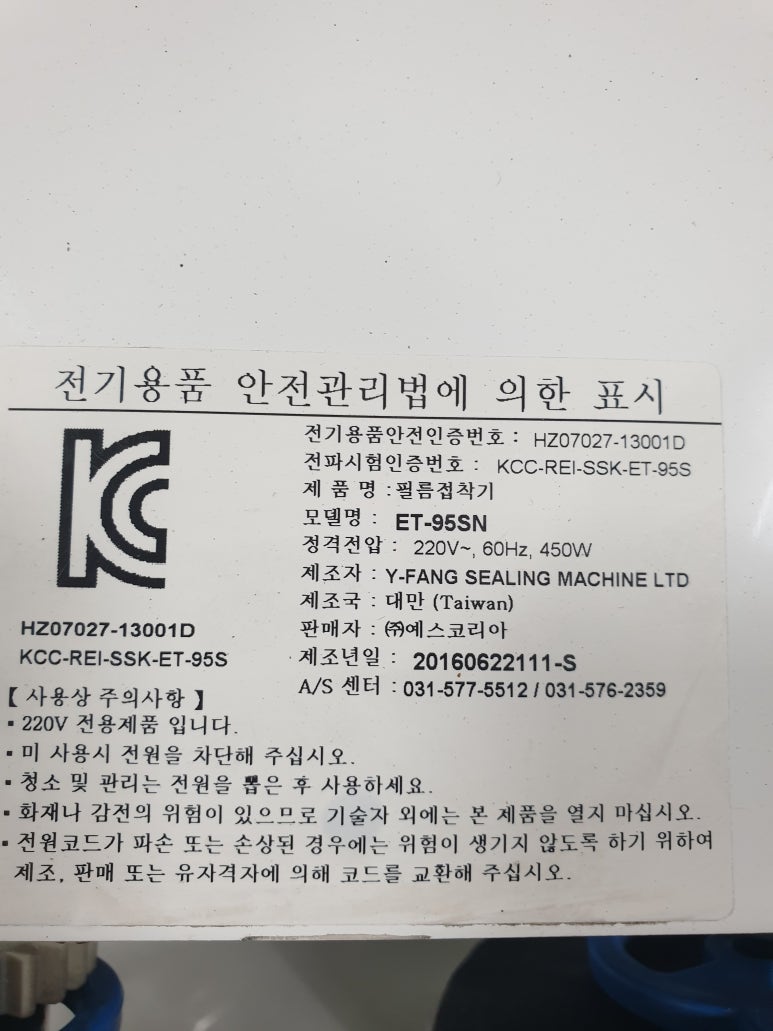 전기용품 안전관리법에 의한 표시
KC
HZ07027-13001D
KCC-REI-SSK-ET-95S
전기용품안전인증번호 : HZ07027-13001D
전파시험인증번호 : KCC-REI-SSK-ET-95S
제 품 명 : 필름접착기
모델명 : ET-95SN
정격전압 : 220V~, 60Hz, 450W
제조자 : Y-FANG SEALING MACHINE LTD
제조국 : 대만 (Taiwan)
판매자 : ㈜예스코리아
제조년일 : 20160622111-S
A/S 센터 : 031-577-5512 / 031-576-2359
【 사용상 주의사항 】
▪ 220V 전용제품 입니다.
▪ 미 사용시 전원을 차단해 주십시오.
▪ 청소 및 관리는 전원을 뽑은 후 사용하세요.
▪ 화재나 감전의 위험이 있으므로 기술자 외에는 본 제품을 열지 마십시오.
▪ 전원코드가 파손 또는 손상된 경우에는 위험이 생기지 않도록 하기 위하여
제조, 판매 또는 유자격자에 의해 코드를 교환해 주십시오.